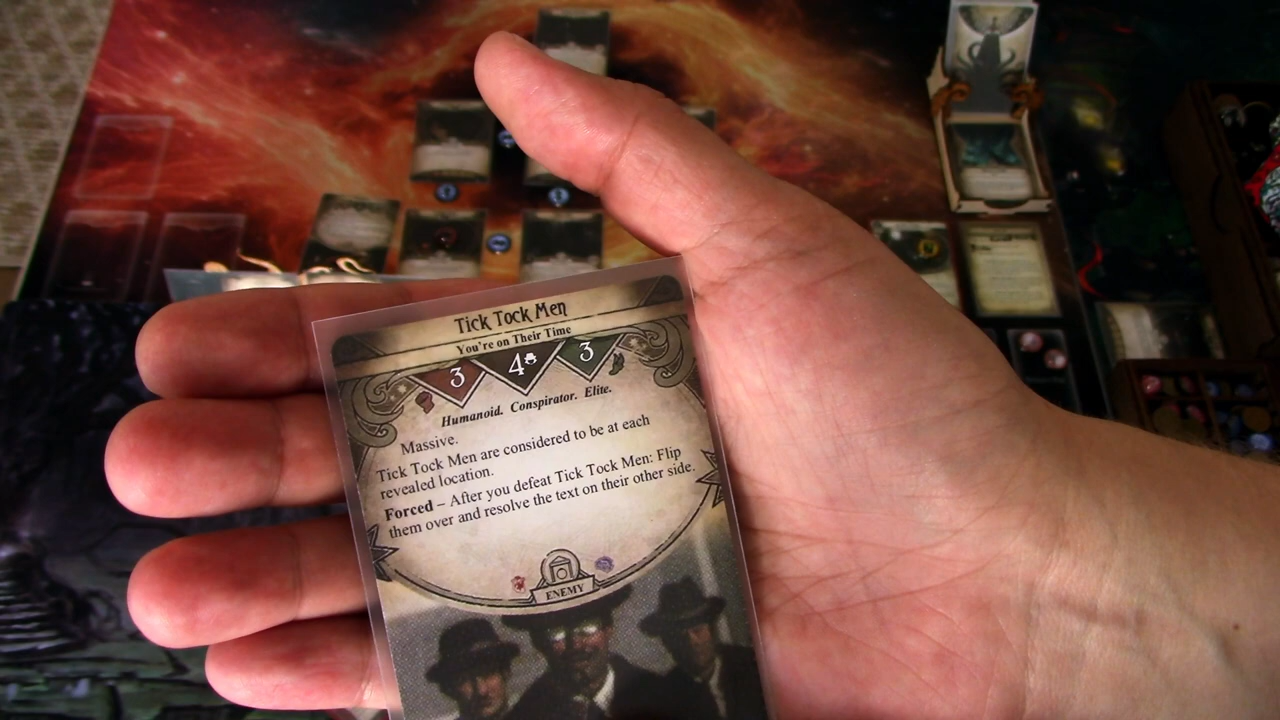 Tick Tock Men
You're on Their Time
3 4 3
Humanoid. Conspirator. Elite.
Massive.
Tick Tock Men are considered to be at each
revealed location.
Forced – After you defeat Tick Tock Men: Flip
them over and resolve the text on their other side.
ENEMY